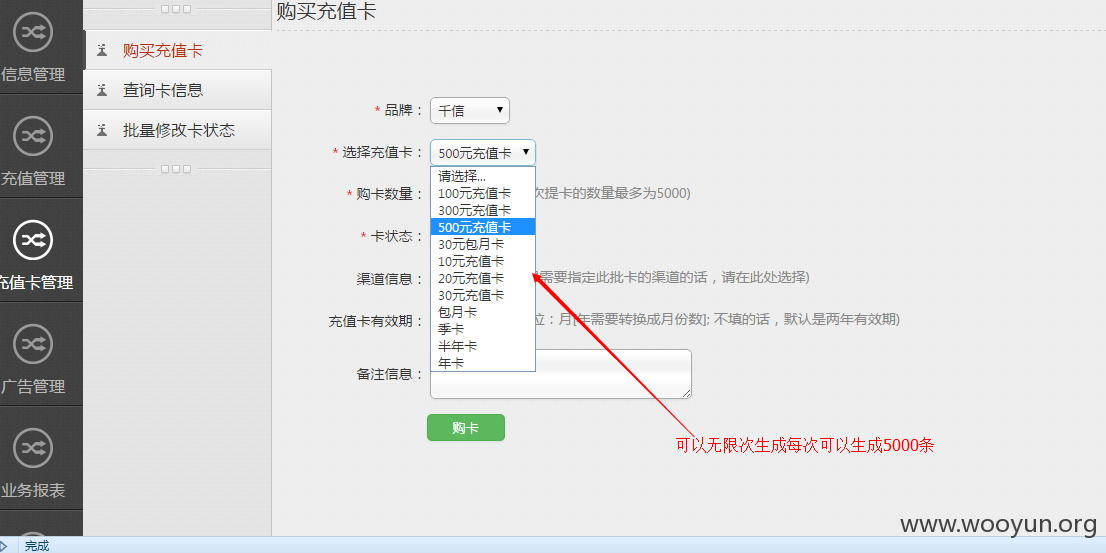 信息管理
充值管理
充值卡管理
广告管理
业务报表
购买充值卡
查询卡信息
批量修改卡状态
购买充值卡
* 品牌： 千信
* 选择充值卡： 500元充值卡
请选择...
100元充值卡
300元充值卡
500元充值卡
30元包月卡
10元充值卡
20元充值卡
30元充值卡
包月卡
季卡
半年卡
年卡
* 购卡数量： 次提卡的数量最多为5000)
* 卡状态：
渠道信息： 需要指定此批卡的渠道的话，请在此处选择)
充值卡有效期： 位：月[年需要转换成月份数]; 不填的话，默认是两年有效期)
备注信息：
购卡
可以无限次生成每次可以生成5000条
www.wooyun.org
完成